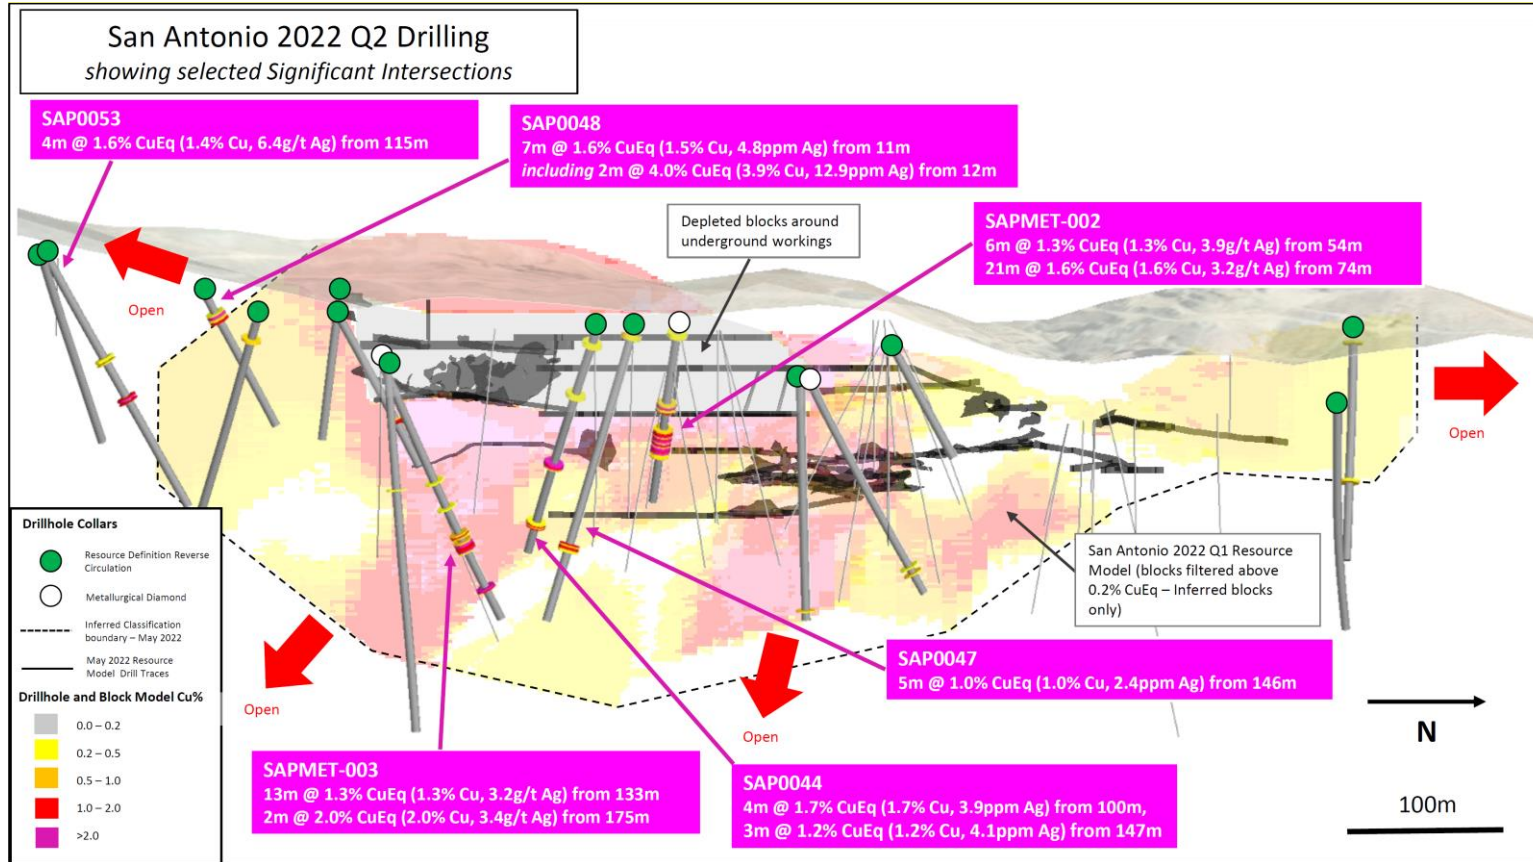 San Antonio 2022 Q2 Drilling
showing selected Significant Intersections
SAP0053
4m @ 1.6% CuEq (1.4% Cu, 6.4g/t Ag) from 115m
SAP0048
7m @ 1.6% CuEq (1.5% Cu, 4.8ppm Ag) from 11m
including 2m @ 4.0% CuEq (3.9% Cu, 12.9ppm Ag) from 12m
Depleted blocks around
underground workings
SAPMET-002
6m @ 1.3% CuEq (1.3% Cu, 3.9g/t Ag) from 54m
21m @ 1.6% CuEq (1.6% Cu, 3.2g/t Ag) from 74m
Open
Open
Drillhole Collars
Resource Definition Reverse
Circulation
Metallurgical Diamond
Inferred Classification
boundary – May 2022
May 2022 Resource
Model Drill Traces
Drillhole and Block Model Cu%
0.0 – 0.2
0.2 – 0.5
0.5 – 1.0
1.0 – 2.0
>2.0
San Antonio 2022 Q1 Resource
Model (blocks filtered above
0.2% CuEq – Inferred blocks
only)
SAP0047
5m @ 1.0% CuEq (1.0% Cu, 2.4ppm Ag) from 146m
Open
Open
SAPMET-003
13m @ 1.3% CuEq (1.3% Cu, 3.2g/t Ag) from 133m
2m @ 2.0% CuEq (2.0% Cu, 3.4g/t Ag) from 175m
SAP0044
4m @ 1.7% CuEq (1.7% Cu, 3.9ppm Ag) from 100m,
3m @ 1.2% CuEq (1.2% Cu, 4.1ppm Ag) from 147m
N
100m